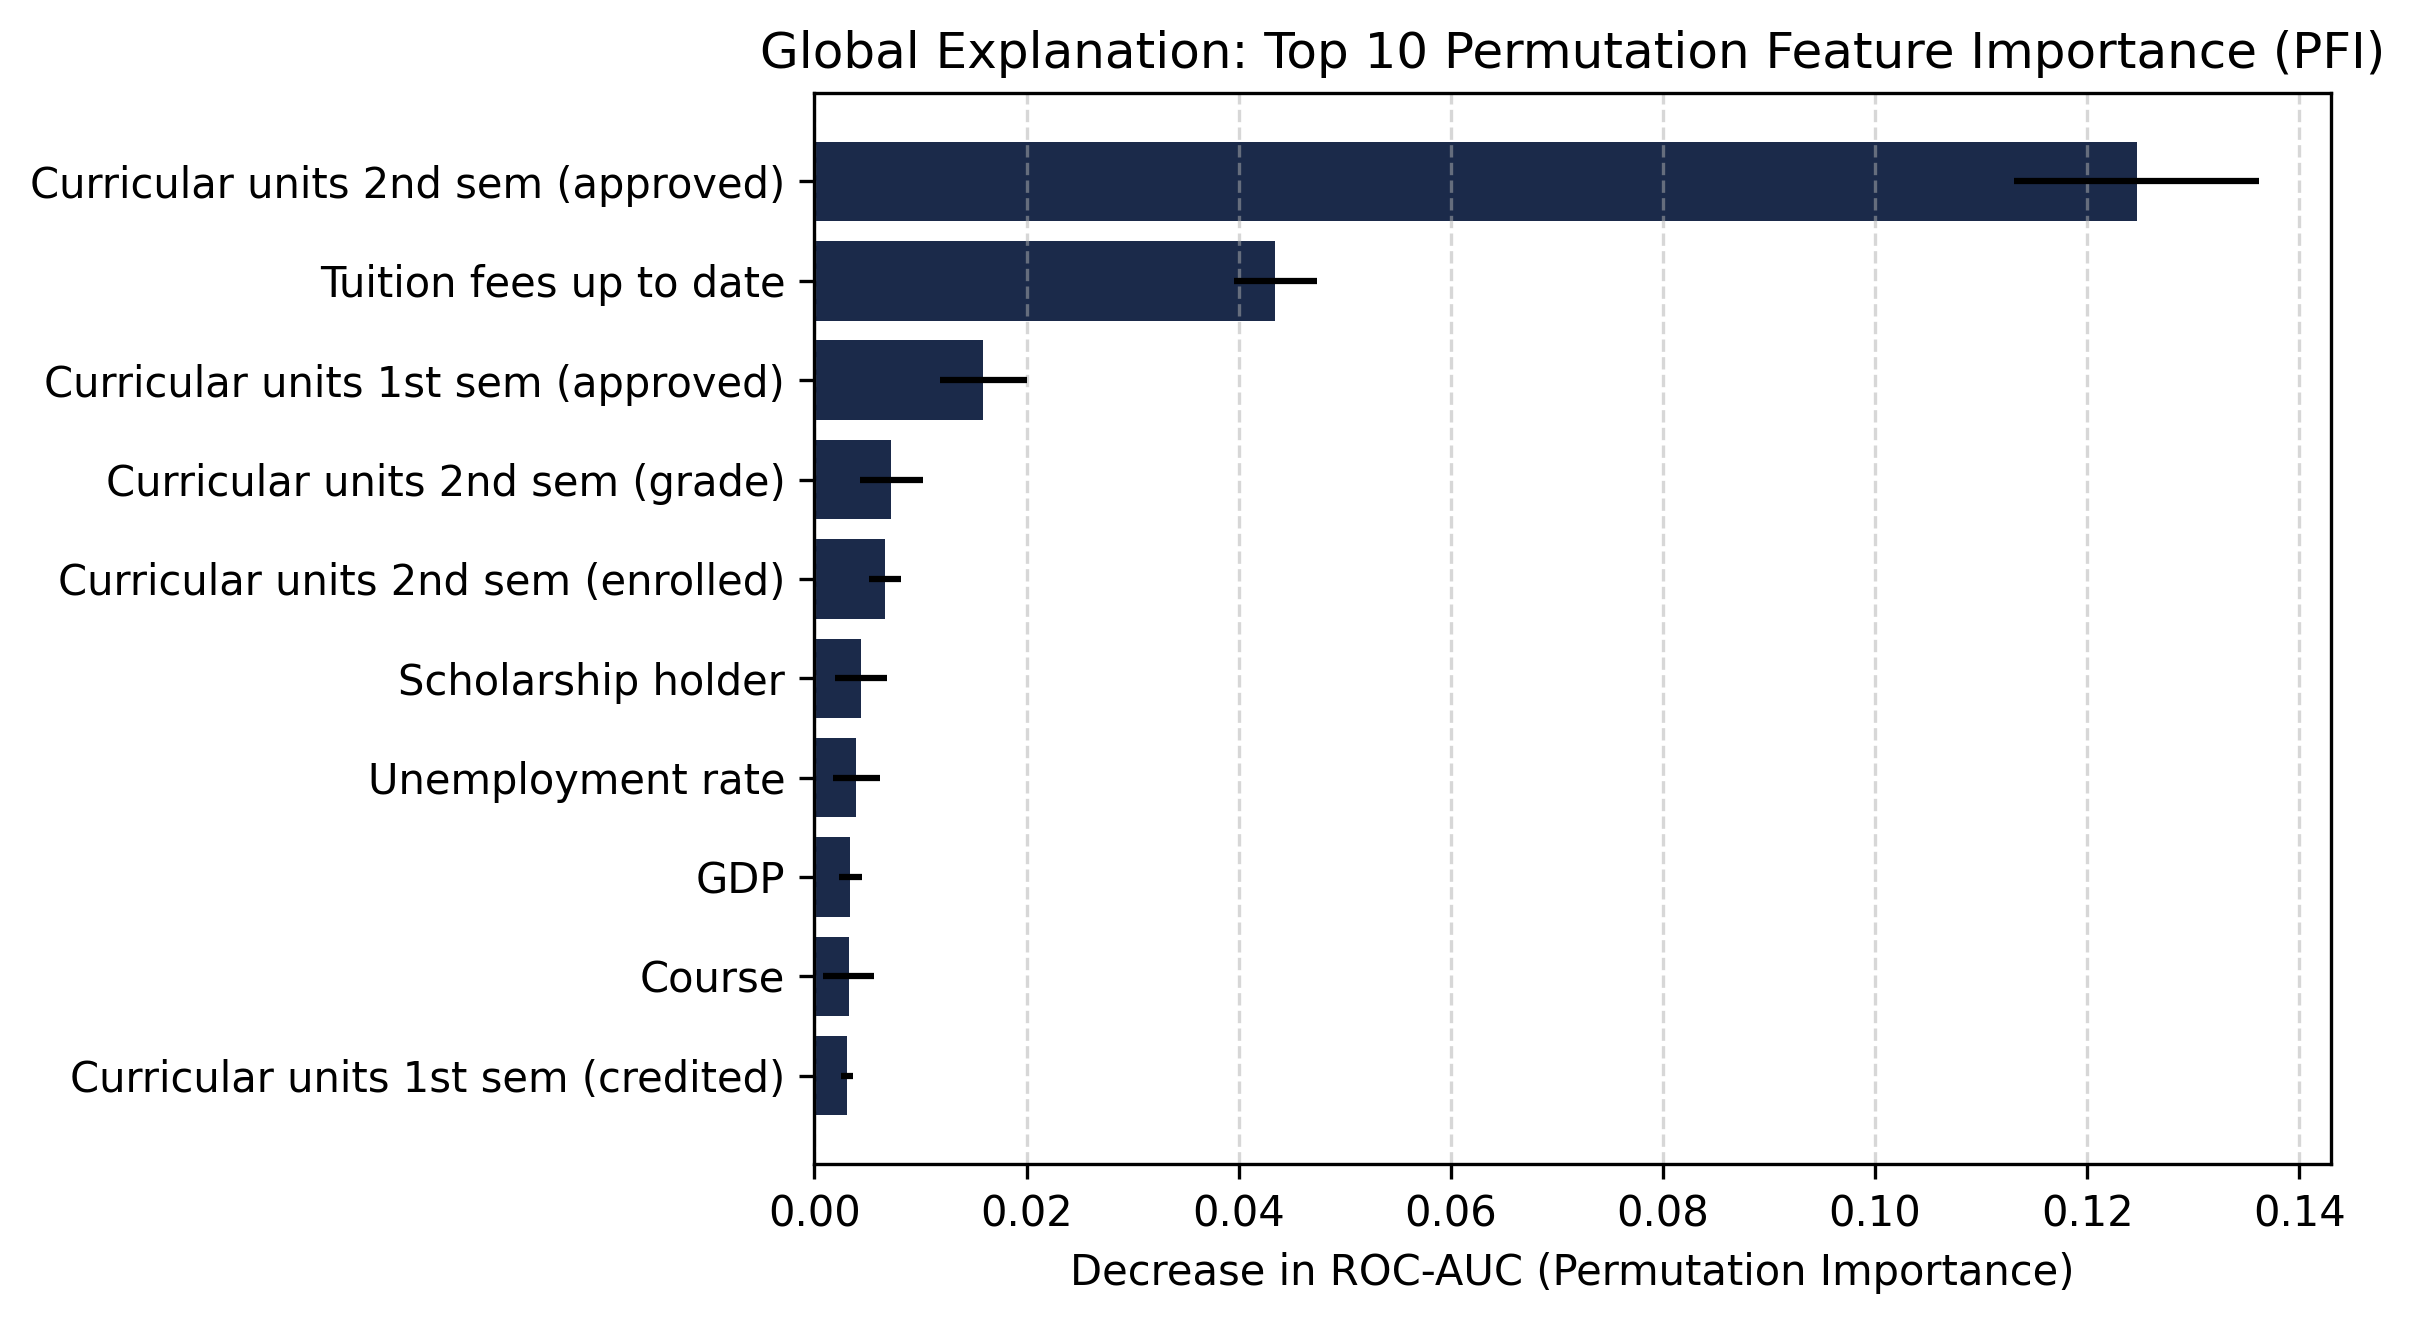 Global Explanation: Top 10 Permutation Feature Importance (PFI)
Curricular units 2nd sem (approved)
Tuition fees up to date
Curricular units 1st sem (approved)
Curricular units 2nd sem (grade)
Curricular units 2nd sem (enrolled)
Scholarship holder
Unemployment rate
GDP
Course
Curricular units 1st sem (credited)
0.00 0.02 0.04 0.06 0.08 0.10 0.12 0.14
Decrease in ROC-AUC (Permutation Importance)